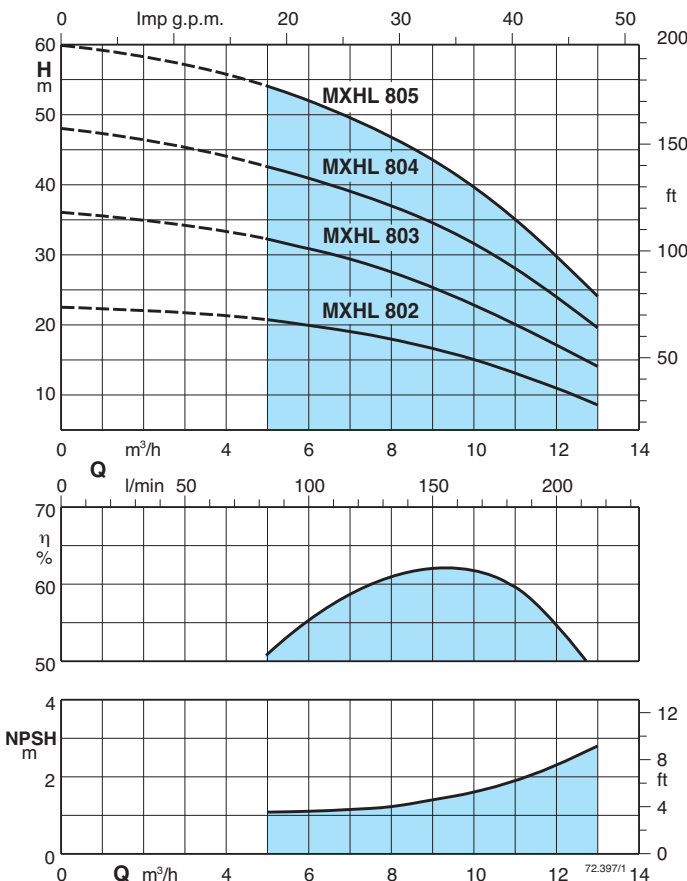 0 Imp g.p.m. 20 30 40 50
60 200
H
m
MXHL 805
50
150
MXHL 804
40
ft
MXHL 803
100
30
MXHL 802
20
50
10
0 m³/h 4 6 8 10 12 14
Q
0 l/min 50 100 150 200
70
η
%
60
50
4
12
NPSH
m
8
ft
2
4
0 0
Q m³/h 4 6 8 10 12 72.397/1 14